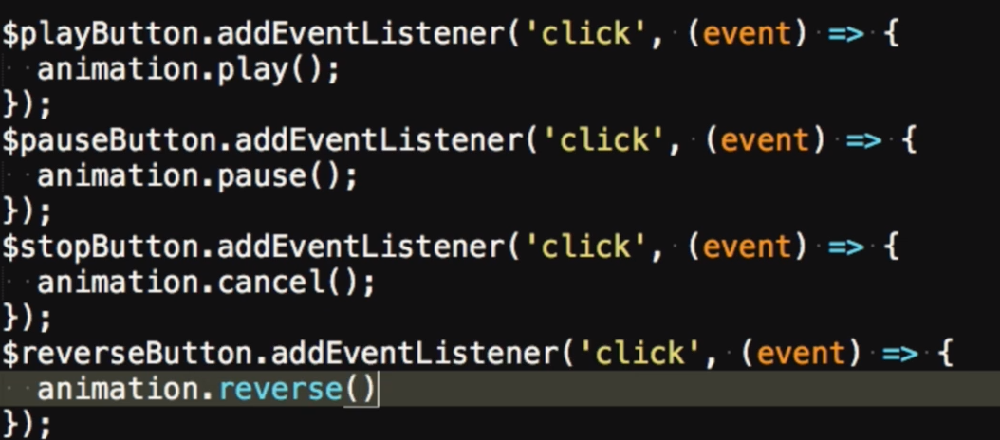 $playButton.addEventListener('click', (event) => {
  animation.play();
});
$pauseButton.addEventListener('click', (event) => {
  animation.pause();
});
$stopButton.addEventListener('click', (event) => {
  animation.cancel();
});
$reverseButton.addEventListener('click', (event) => {
  animation.reverse()
});